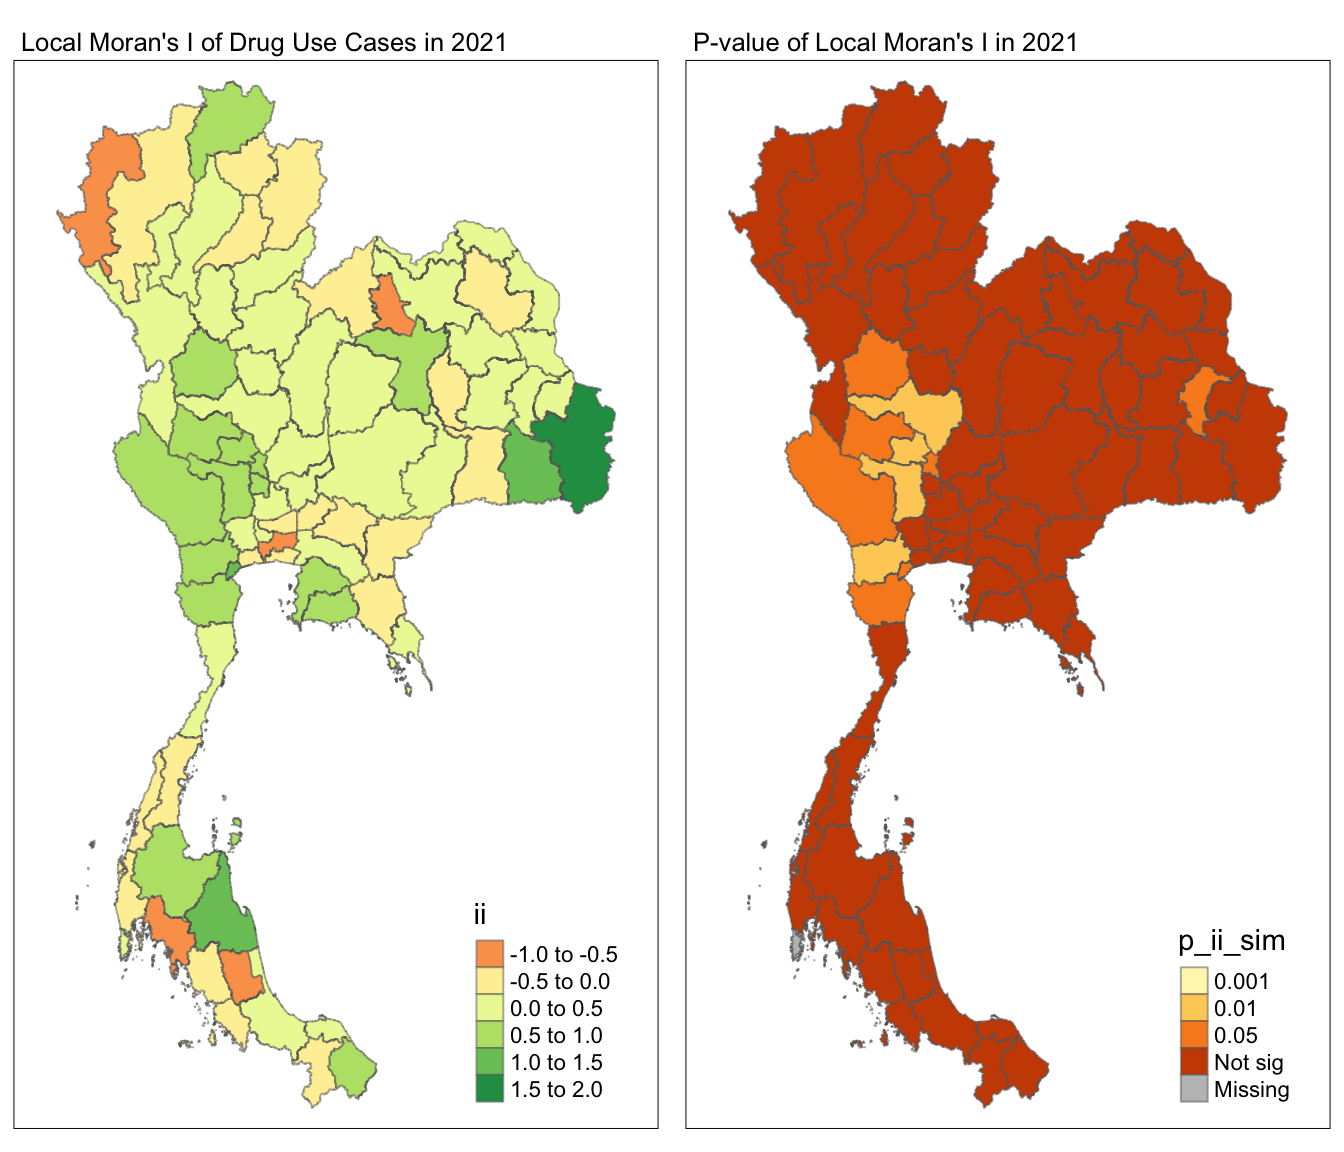 Local Moran's I of Drug Use Cases in 2021
ii
-1.0 to -0.5
-0.5 to 0.0
0.0 to 0.5
0.5 to 1.0
1.0 to 1.5
1.5 to 2.0
P-value of Local Moran's I in 2021
p_ii_sim
0.001
0.01
0.05
Not sig
Missing